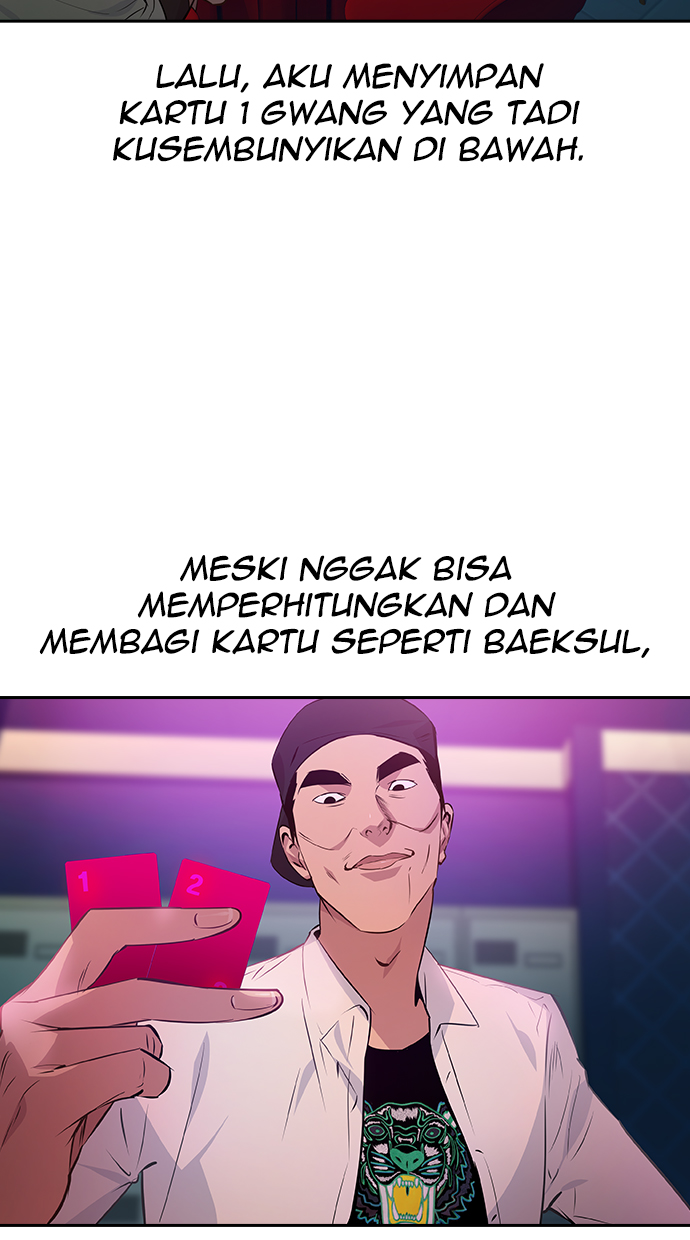 LALU, AKU MENYIMPAN
KARTU 1 GWANG YANG TADI
KUSEMBUNYIKAN DI BAWAH.
MESKI NGGAK BISA
MEMPERHITUNGKAN DAN
MEMBAGI KARTU SEPERTI BAEKSUL,
1
2